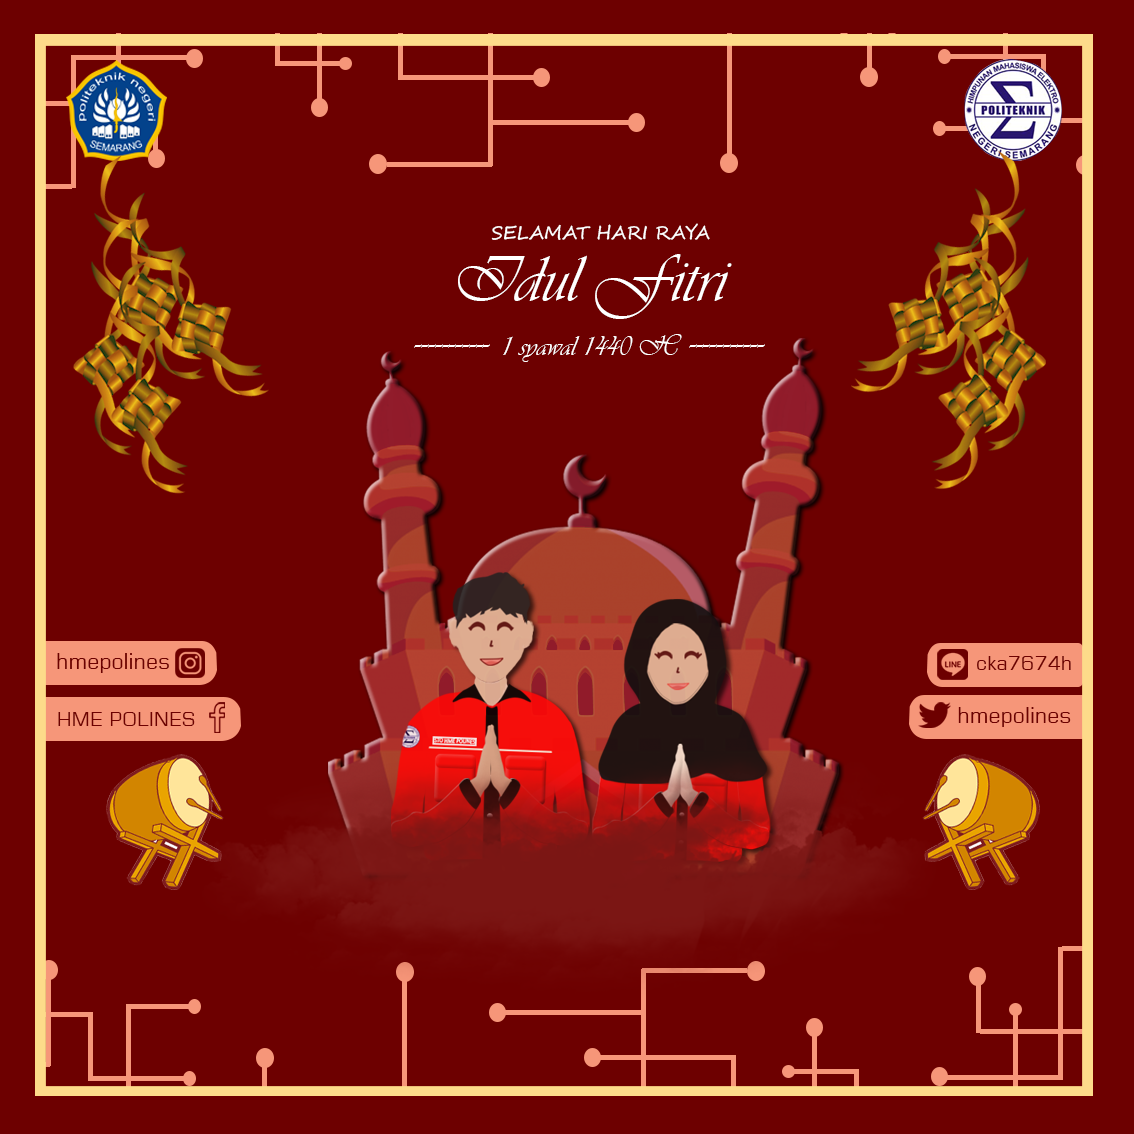 politeknik negeri
SEMARANG
HIMPUNAN MAHASISWA ELEKTRO
POLITEKNIK
NEGERI SEMARANG
SELAMAT HARI RAYA
Idul Fitri
1 syawal 1440 H
hmepolines
HME POLINES
LINE
cka7674h
hmepolines